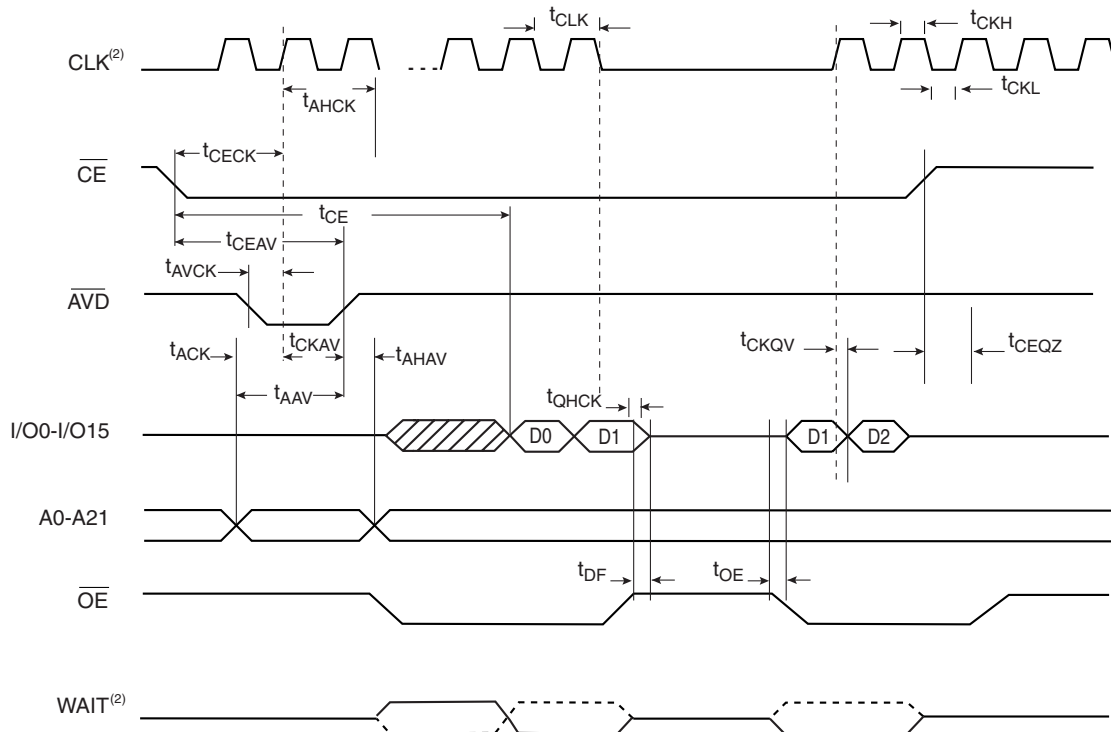 tCLK
tCKH
CLK(2)
tAHCK
tCKL
tCECK
CE
tCE
tCEAV
tAVCK
AVD
tCKAV
tACK
tAHAV
tCKQV
tCEQZ
tAAV
tQHCK
I/O0-I/O15
D0
D1
D1
D2
A0-A21
tDF
tOE
OE
WAIT(2)